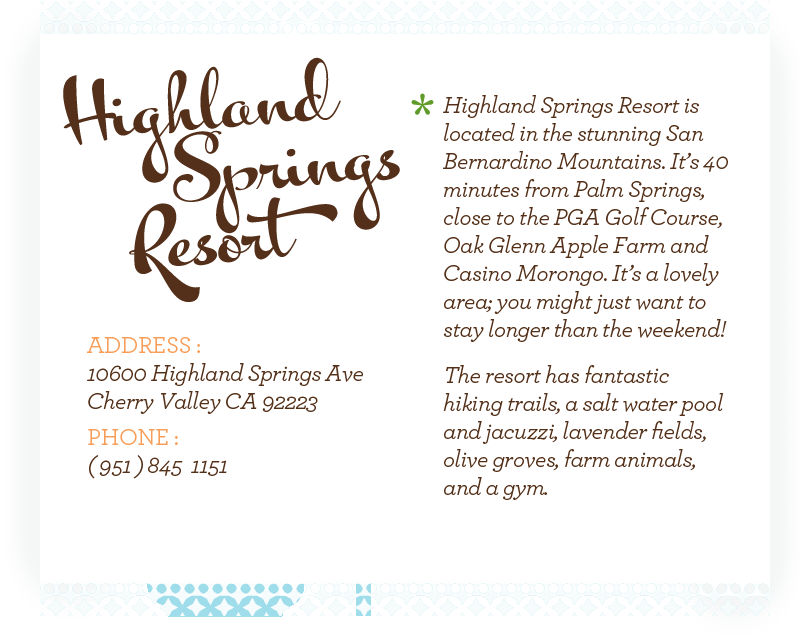 Highland
Springs
Resort
ADDRESS :
10600 Highland Springs Ave
Cherry Valley CA 92223
PHONE :
( 951 ) 845 1151
* Highland Springs Resort is
located in the stunning San
Bernardino Mountains. It’s 40
minutes from Palm Springs,
close to the PGA Golf Course,
Oak Glenn Apple Farm and
Casino Morongo. It’s a lovely
area; you might just want to
stay longer than the weekend!
The resort has fantastic
hiking trails, a salt water pool
and jacuzzi, lavender fields,
olive groves, farm animals,
and a gym.